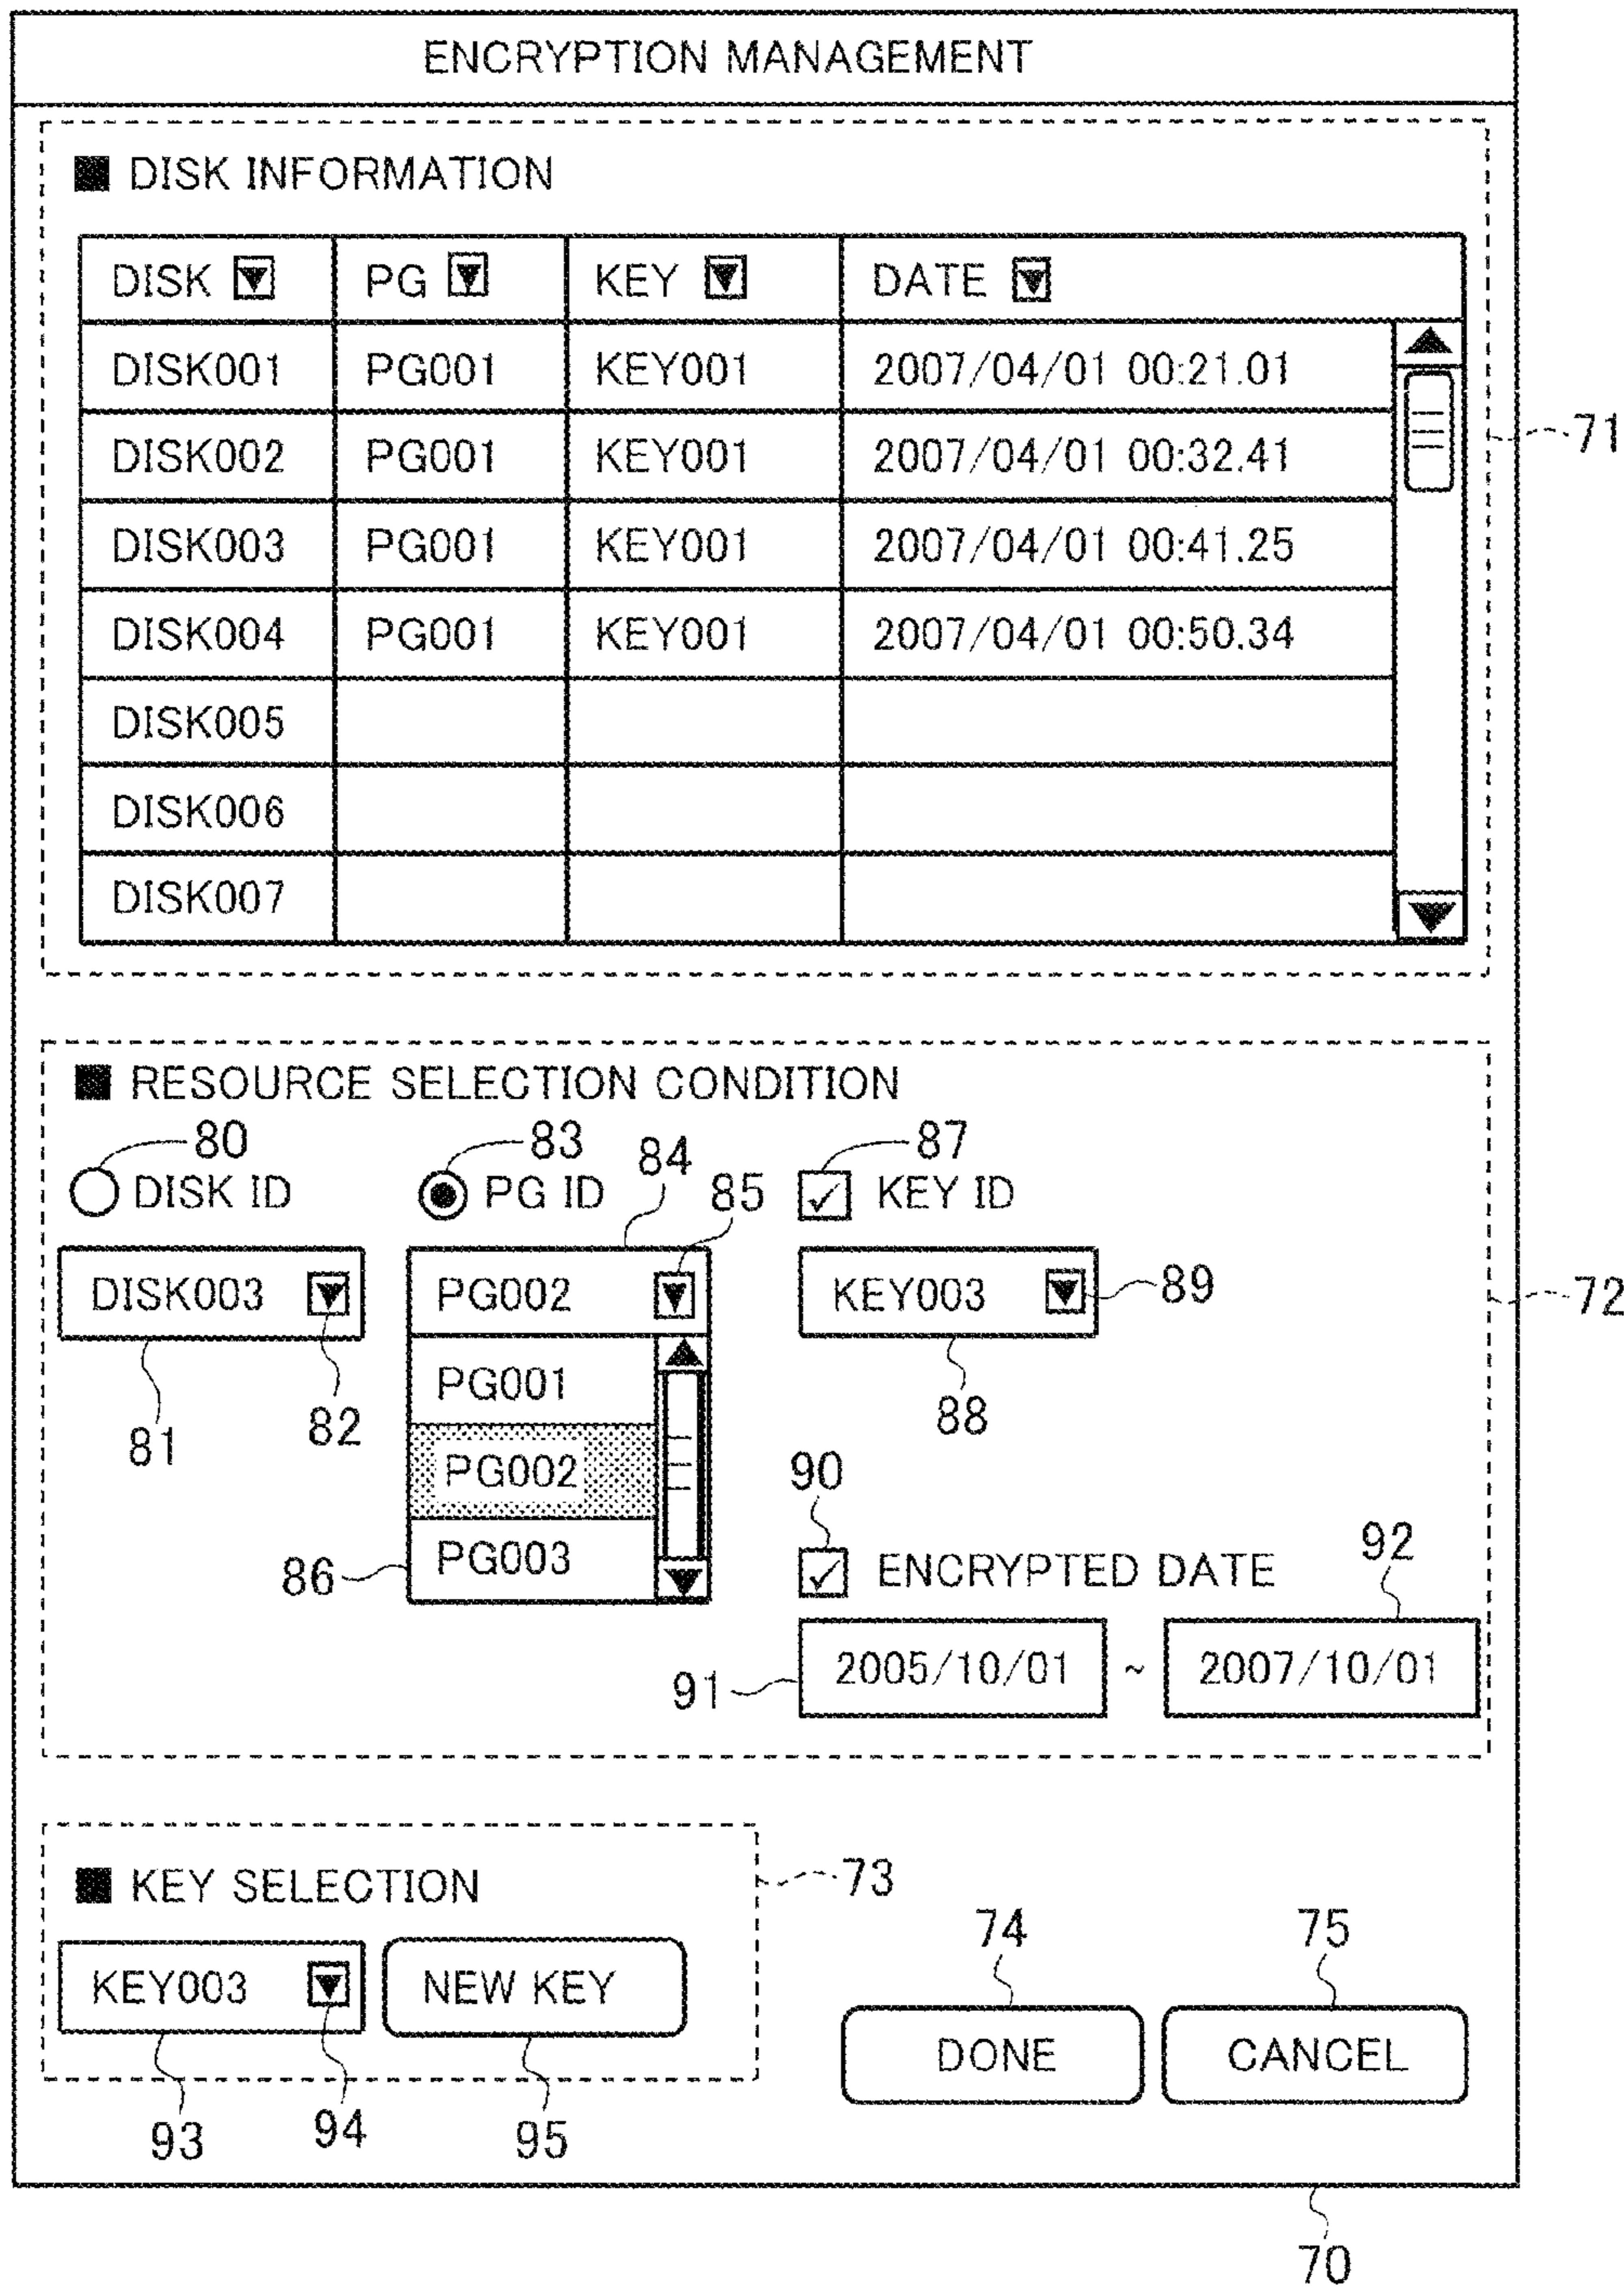 ENCRYPTION MANAGEMENT
DISK INFORMATION
DISK PG KEY DATE
DISK001 PG001 KEY001 2007/04/01 00:21.01
DISK002 PG001 KEY001 2007/04/01 00:32.41
71
DISK003 PG001 KEY001 2007/04/01 00:41.25
DISK004 PG001 KEY001 2007/04/01 00:50.34
DISK005
DISK006
DISK007
RESOURCE SELECTION CONDITION
80 83 84 87
DISK ID PG ID 85 KEY ID
DISK003 PG002 KEY003 89 72
PG001
81 82 88
PG002 90
86 PG003 ENCRYPTED DATE 92
91 2005/10/01 ~ 2007/10/01
KEY SELECTION 73
74 75
KEY003 NEW KEY
DONE CANCEL
93 94 95
70